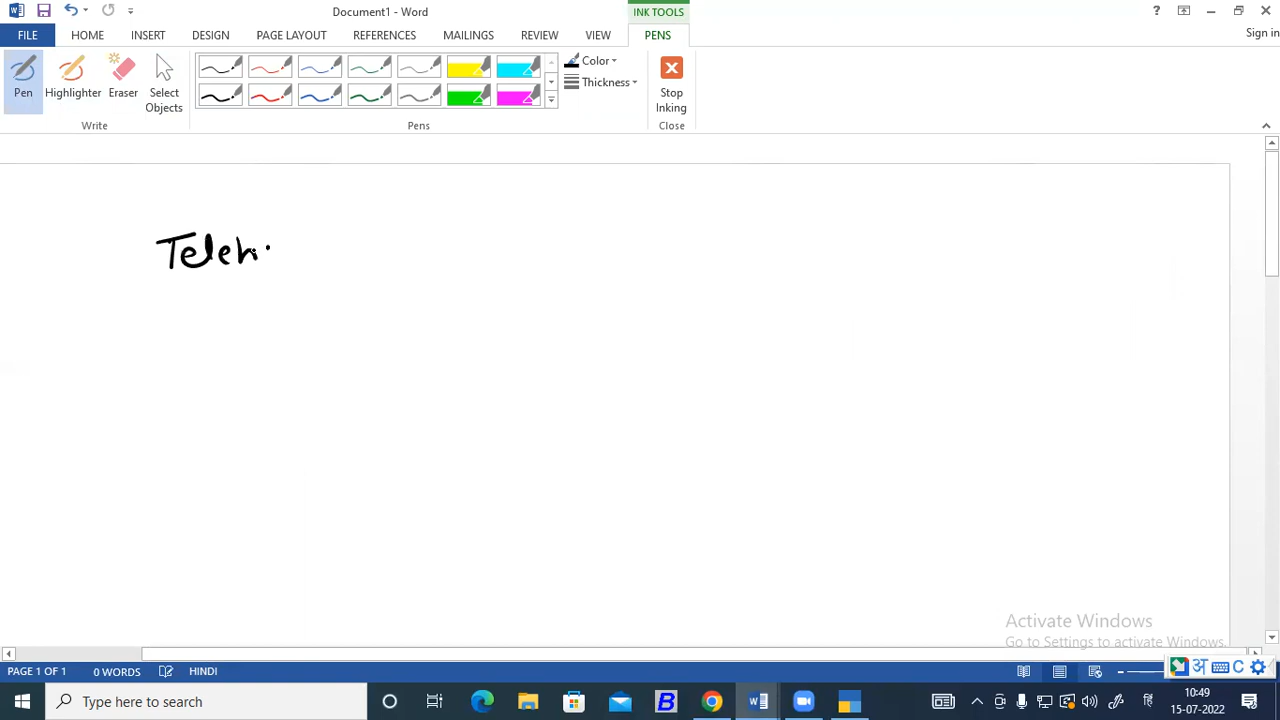 Document1 - Word
INK TOOLS
Sign in
FILE
HOME
INSERT
DESIGN
PAGE LAYOUT
REFERENCES
MAILINGS
REVIEW
VIEW
PENS
Pen
Highlighter
Eraser
Select
Objects
Color
Thickness
Stop
Inking
Write
Pens
Close
Teleh
Activate Windows
Go to Settings to activate Windows.
PAGE 1 OF 1
0 WORDS
HINDI
अ
Type here to search
हिं
10:49
15-07-2022